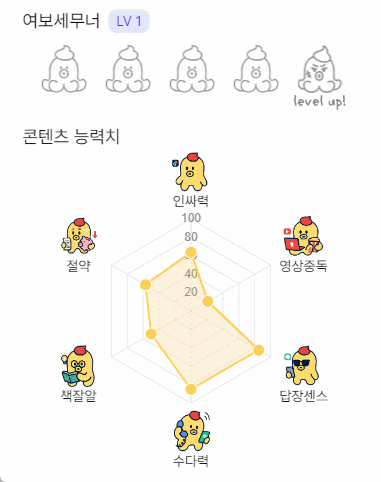 여보세무너 LV 1
level up!
콘텐츠 능력치
인싸력
100
80
60
40
20
절약
영상중독
책잘알
답장센스
수다력